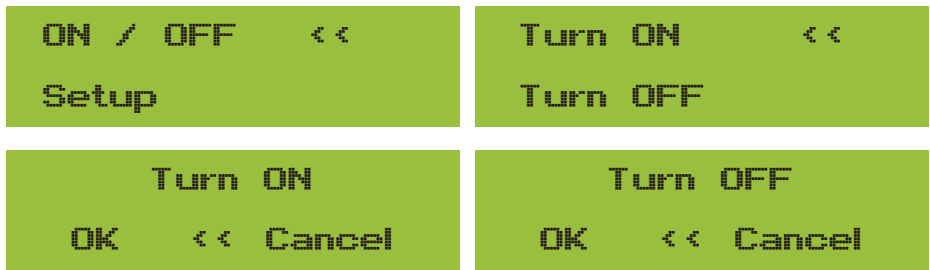 ON / OFF <<
Setup
Turn ON <<
Turn OFF
Turn ON
OK << Cancel
Turn OFF
OK << Cancel